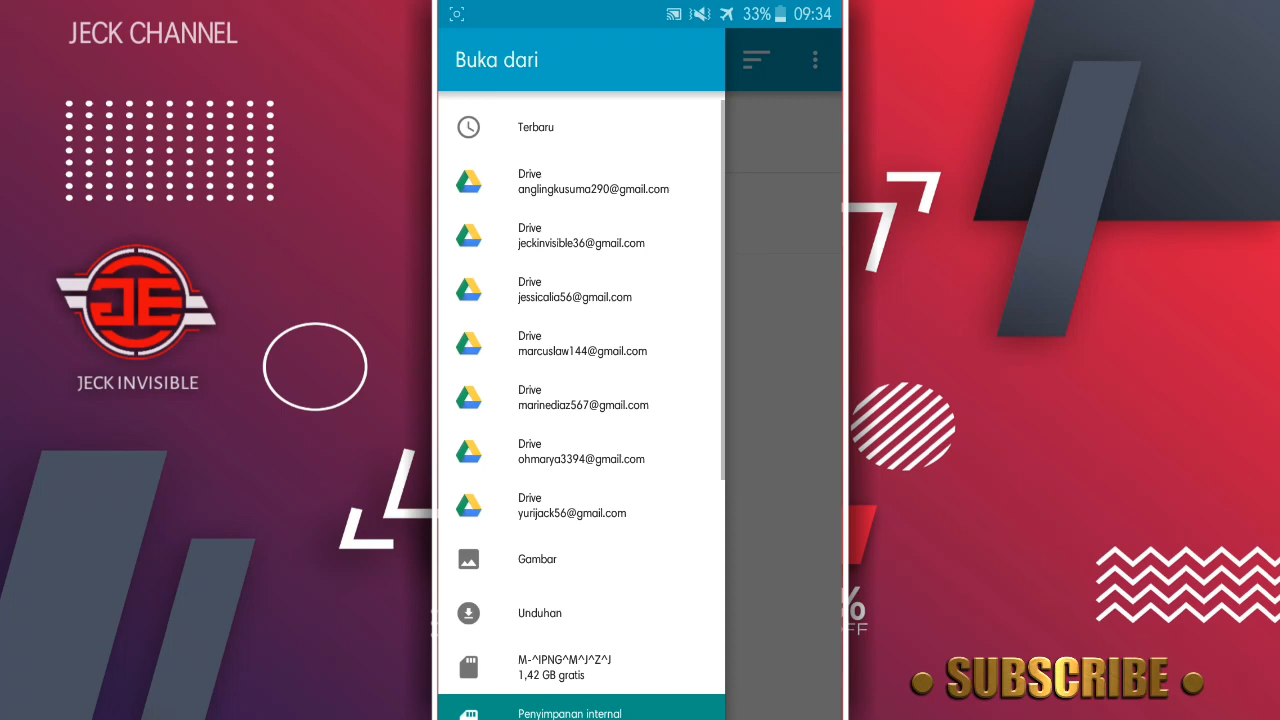 JECK CHANNEL
JE
JECK INVISIBLE
33% 09:34
Buka dari
Terbaru
Drive
anglingkusuma290@gmail.com
Drive
jeckinvisible36@gmail.com
Drive
jessicalia56@gmail.com
Drive
marcuslaw144@gmail.com
Drive
marinediaz567@gmail.com
Drive
ohmarya3394@gmail.com
Drive
yurijack56@gmail.com
Gambar
Unduhan
M-^IPNG^M^J^Z^J
1,42 GB gratis
Penyimpanan internal
%
FF
• SUBSCRIBE •